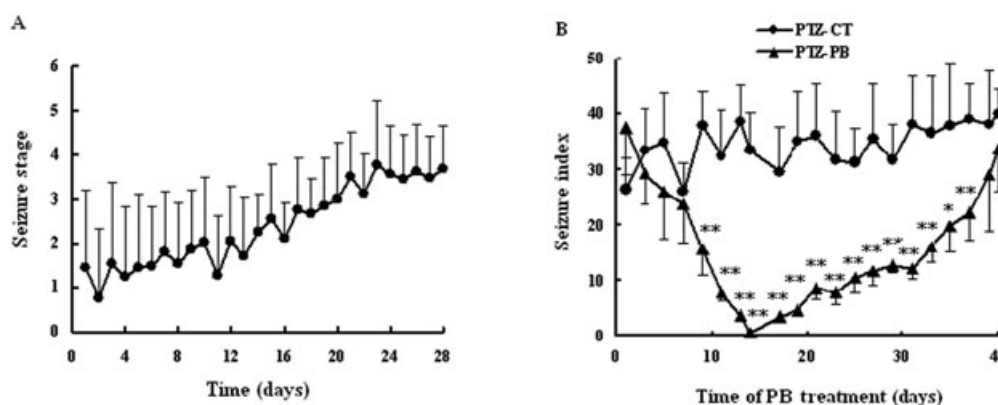 A
Seizure stage
6
5
4
3
2
1
0
0 4 8 12 16 20 24 28
Time (days)
B
PTZ-CT
PTZ-PB
Seizure index
50
40
30
20
10
0
** ** ** ** ** ** ** ** ** ** ** ** ** * **
0 10 20 30 4
Time of PB treatment (days)